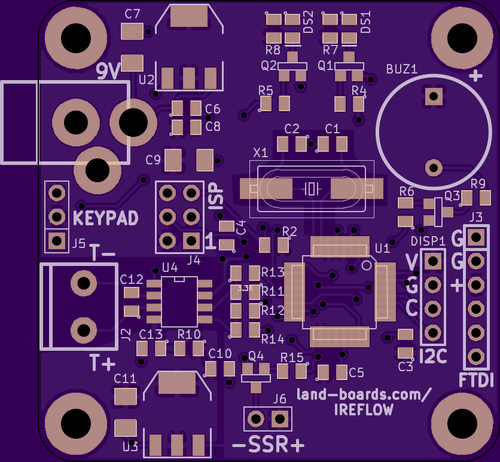 C7
DS2
DS1
R8
R7
9V
U2
Q2
Q1
BUZ1
+
R5
R4
C6
C8
C2
C1
C9
X1
ISP
R6
Q3
R9
KEYPAD
J5
1
J4
C4
R2
U1
DISP1
J3
T-
U4
R13
V
G
G
G
+
C12
R11
R12
C
J2
C13
R10
R14
C3
I2C
T+
C10
Q4
R15
C5
FTDI
C11
land-boards.com/
IREFLOW
J6
U3
-SSR+